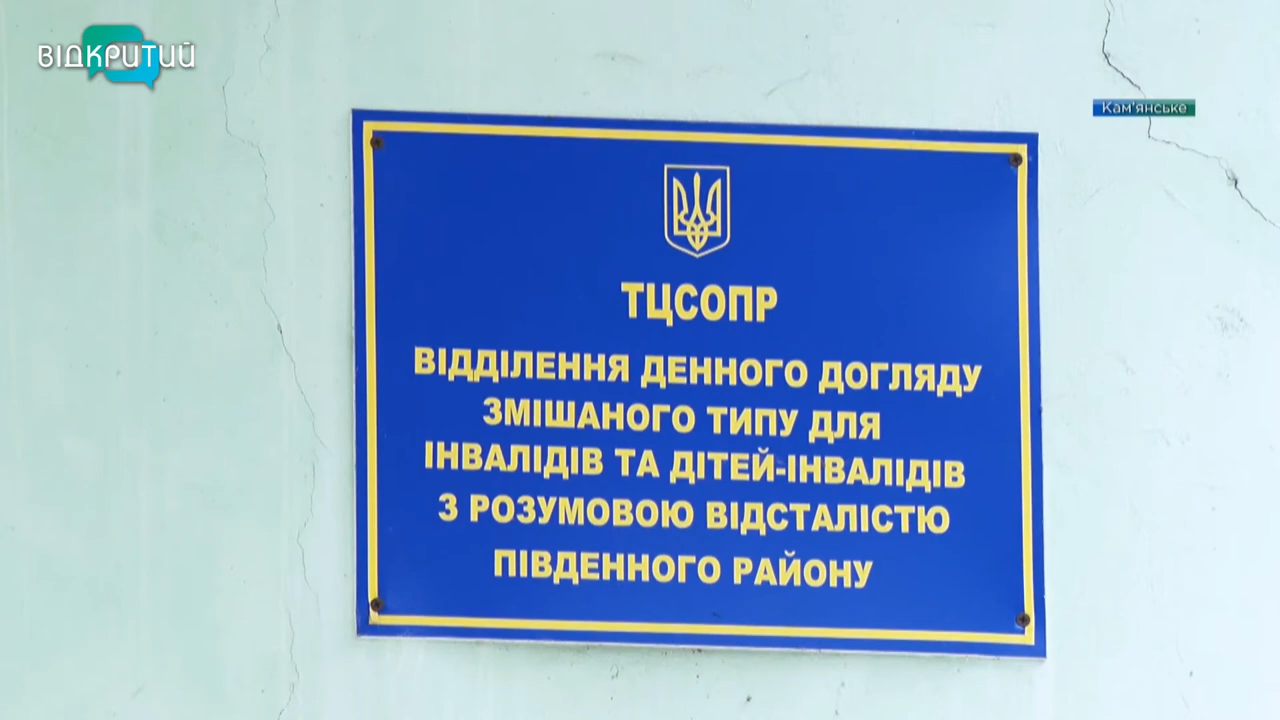 ВІДКРИТИЙ
Кам'янське
ТЦСОПР
ВІДДІЛЕННЯ ДЕННОГО ДОГЛЯДУ
ЗМІШАНОГО ТИПУ ДЛЯ
ІНВАЛІДІВ ТА ДІТЕЙ-ІНВАЛІДІВ
З РОЗУМОВОЮ ВІДСТАЛІСТЮ
ПІВДЕННОГО РАЙОНУ